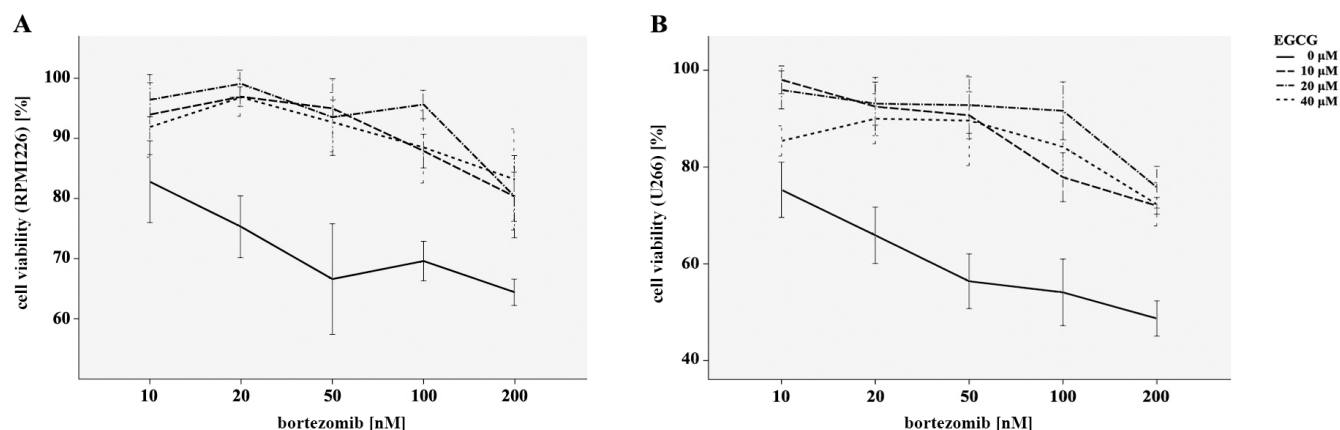 A
cell viability (RPMI226) [%]
100
90
80
70
60
10 20 50 100 200
bortezomib [nM]
B
cell viability (U266) [%]
100
80
60
40
10 20 50 100 200
bortezomib [nM]
EGCG
0 μM
10 μM
20 μM
40 μM